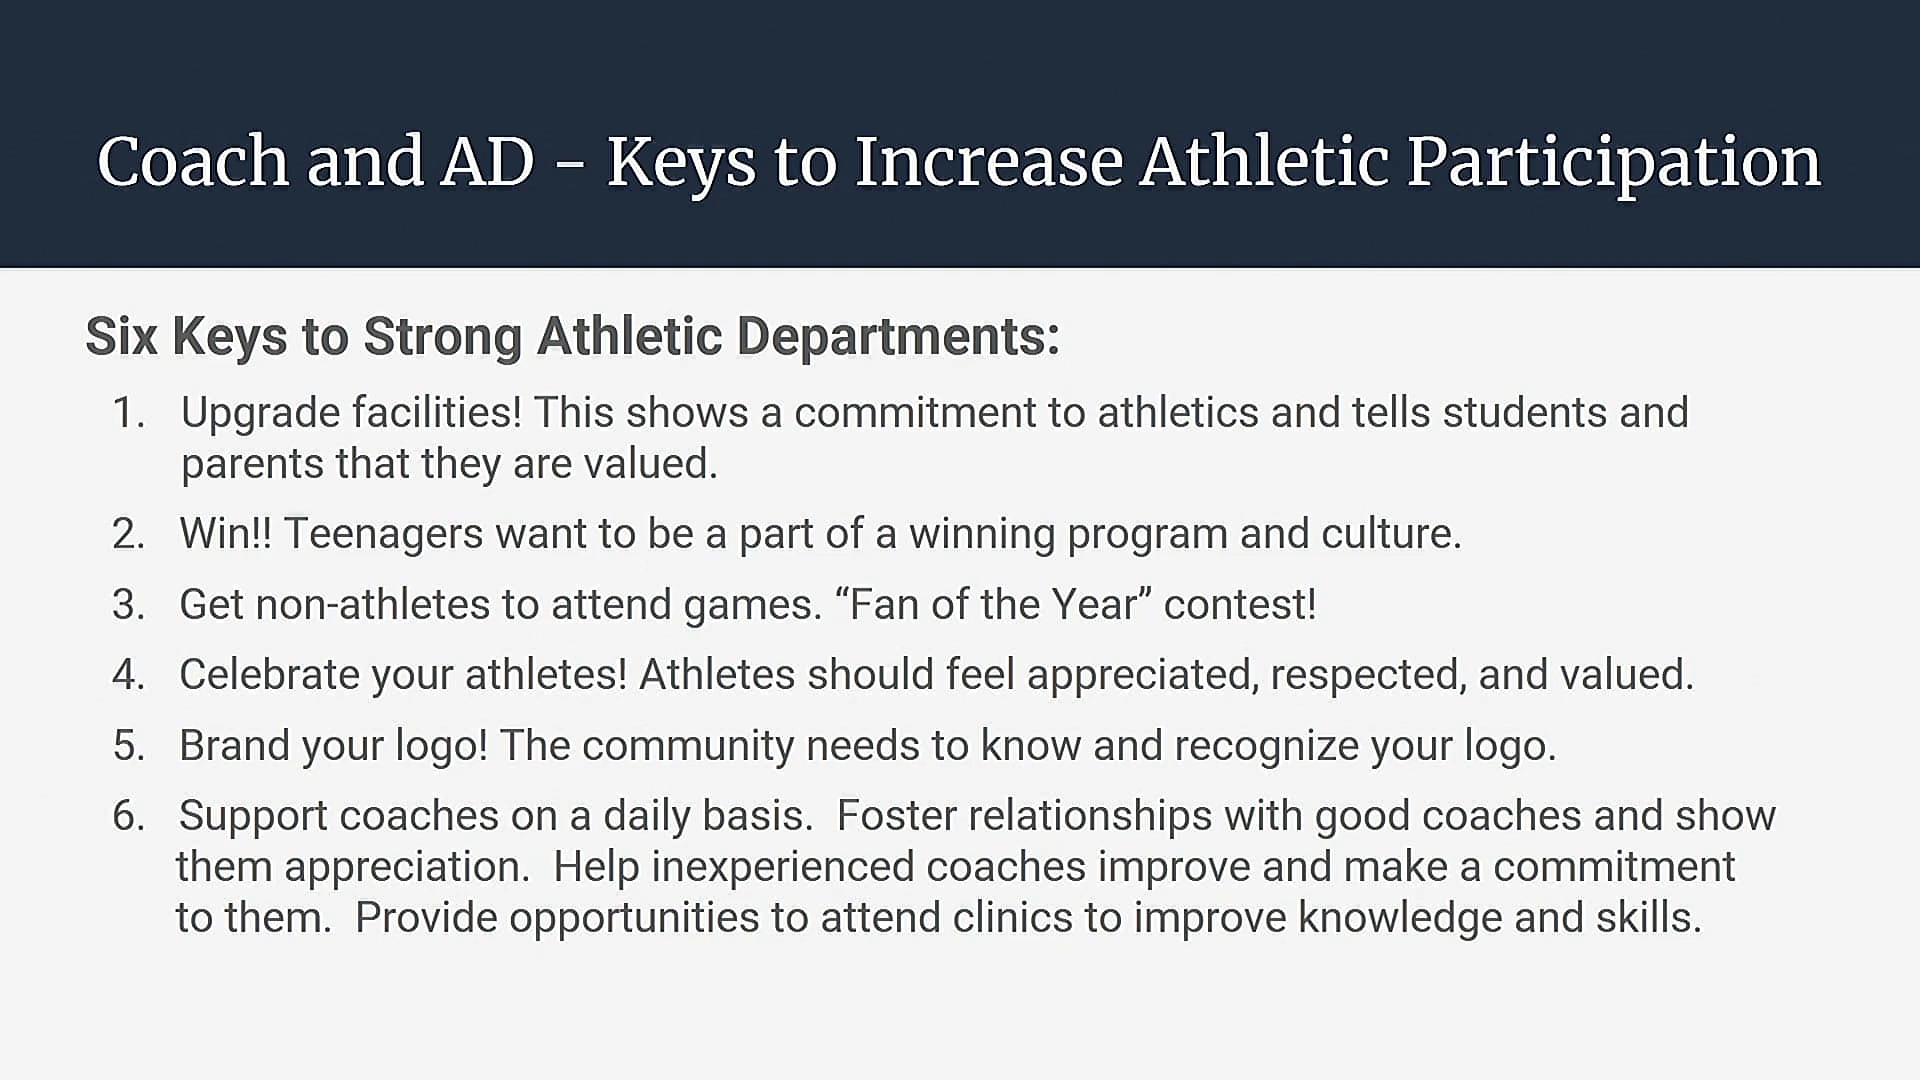 Coach and AD - Keys to Increase Athletic Participation
Six Keys to Strong Athletic Departments:
1. Upgrade facilities! This shows a commitment to athletics and tells students and
parents that they are valued.
2. Win!! Teenagers want to be a part of a winning program and culture.
3. Get non-athletes to attend games. “Fan of the Year” contest!
4. Celebrate your athletes! Athletes should feel appreciated, respected, and valued.
5. Brand your logo! The community needs to know and recognize your logo.
6. Support coaches on a daily basis.  Foster relationships with good coaches and show
them appreciation.  Help inexperienced coaches improve and make a commitment
to them.  Provide opportunities to attend clinics to improve knowledge and skills.